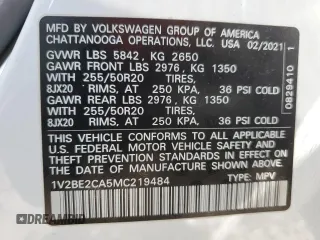 MFD BY VOLKSWAGEN GROUP OF AMERICA
CHATTANOOGA OPERATIONS, LLC. USA 02/2021
GVWR LBS 5842, KG 2650
GAWR FRONT LBS 2976, KG 1350
WITH 255/50R20 TIRES,
8JX20 RIMS, AT 250 KPA, 36 PSI COLD
GAWR REAR LBS 2976, KG 1350
WITH 255/50R20 TIRES,
8JX20 RIMS, AT 250 KPA, 36 PSI COLD
THIS VEHICLE CONFORMS TO ALL APPLICABLE
U.S. FEDERAL MOTOR VEHICLE
SAFETY STANDARDS IN EFFECT ON THE
DATE OF MANUFACTURE SHOWN ABOVE
1V2BE2CA5MC219484 TYPE: MPV
0829410 1